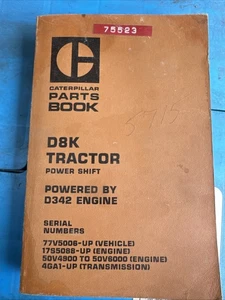 75523
C
CATERPILLAR
PARTS
BOOK
D8K
TRACTOR
POWER SHIFT
POWERED BY
D342 ENGINE
SERIAL
NUMBERS
77V5006-UP (VEHICLE)
17S5088-UP (ENGINE)
50V4900 TO 50V6000 (ENGINE)
4GA1-UP (TRANSMISSION)